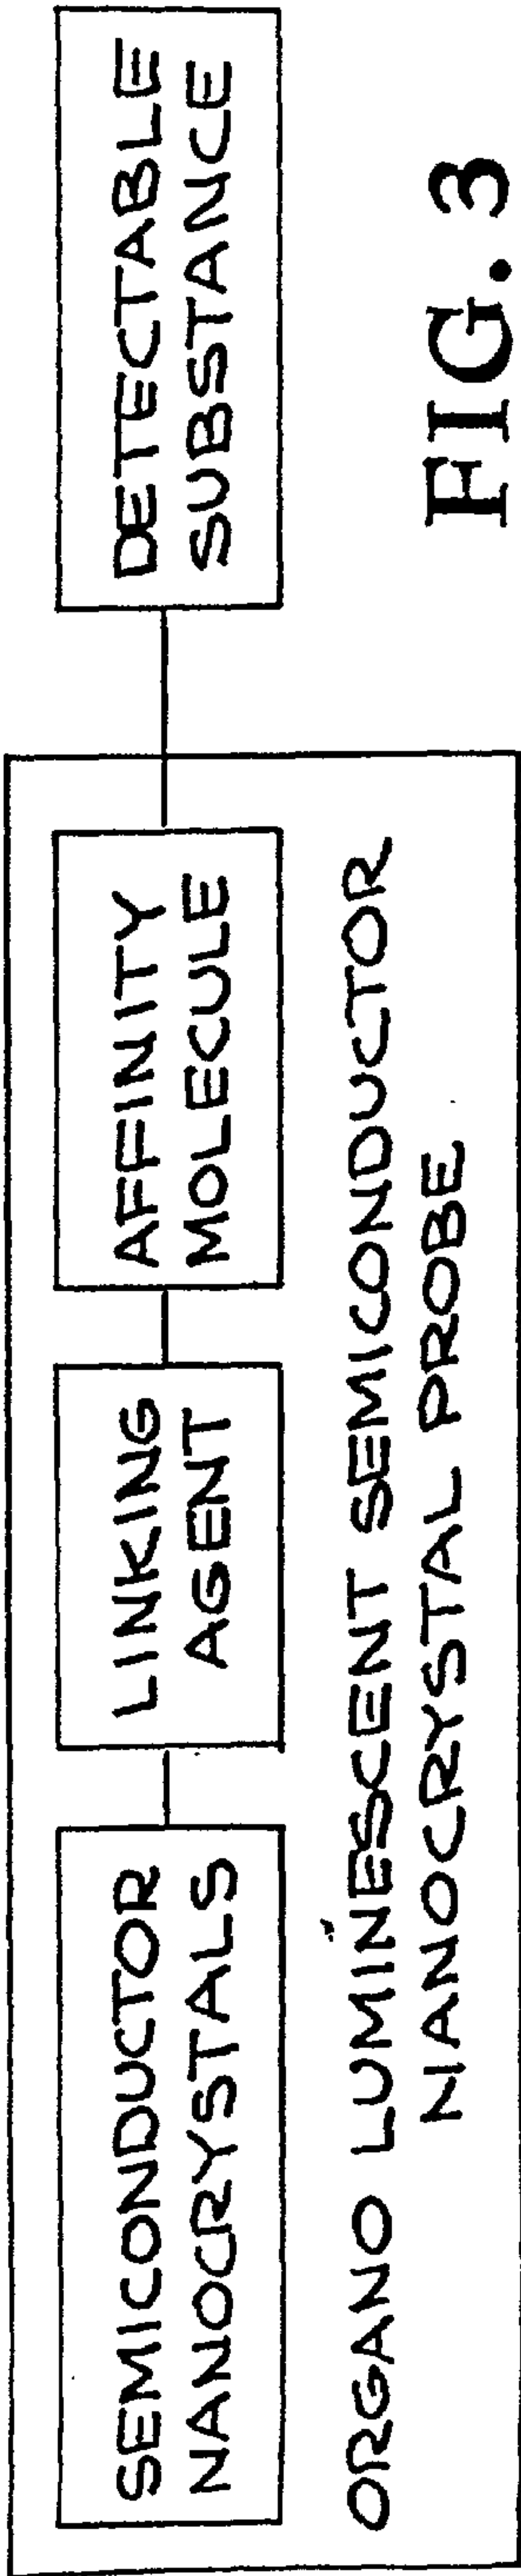 SEMICONDUCTOR
NANOCRYSTALS
LINKING
AGENT
AFFINITY
MOLECULE
DETECTABLE
SUBSTANCE
ORGANO LUMINESCENT SEMICONDUCTOR
NANOCRYSTAL PROBE
FIG. 3